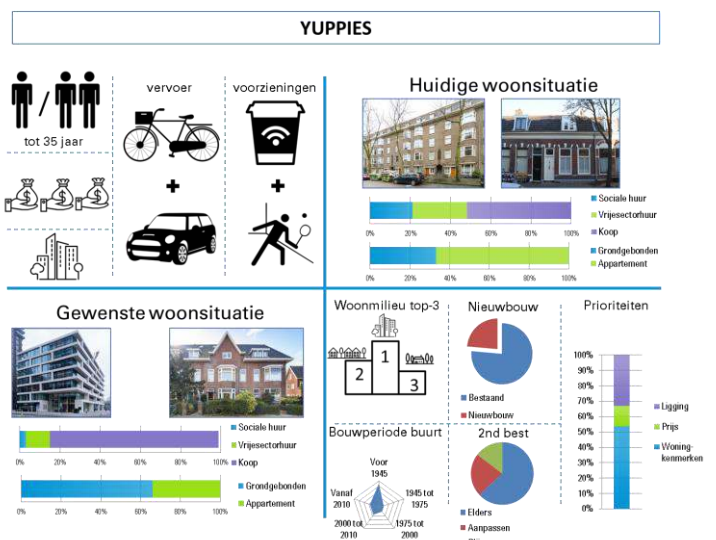 YUPPIES
tot 35 jaar
vervoer
voorzieningen
Huidige woonsituatie
Sociale huur
Vrijesectorhuur
Koop
0% 20% 40% 60% 80% 100%
Grondgebonden
Appartement
0% 20% 40% 60% 80% 100%
Gewenste woonsituatie
Sociale huur
Vrijesectorhuur
Koop
0% 20% 40% 60% 80% 100%
Grondgebonden
Appartement
0% 20% 40% 60% 80% 100%
Woonmilieu top-3
2
1
3
Nieuwbouw
Bestaand
Nieuwbouw
Bouwperiode buurt
Voor
1945
1945 tot
1975
1975 tot
2000
2000 tot
2010
Vanaf
2010
2nd best
Elders
Aanpassen
Prioriteiten
100%
90%
80%
70%
60%
50%
40%
30%
20%
10%
0%
Ligging
Prijs
Woning-
kenmerken